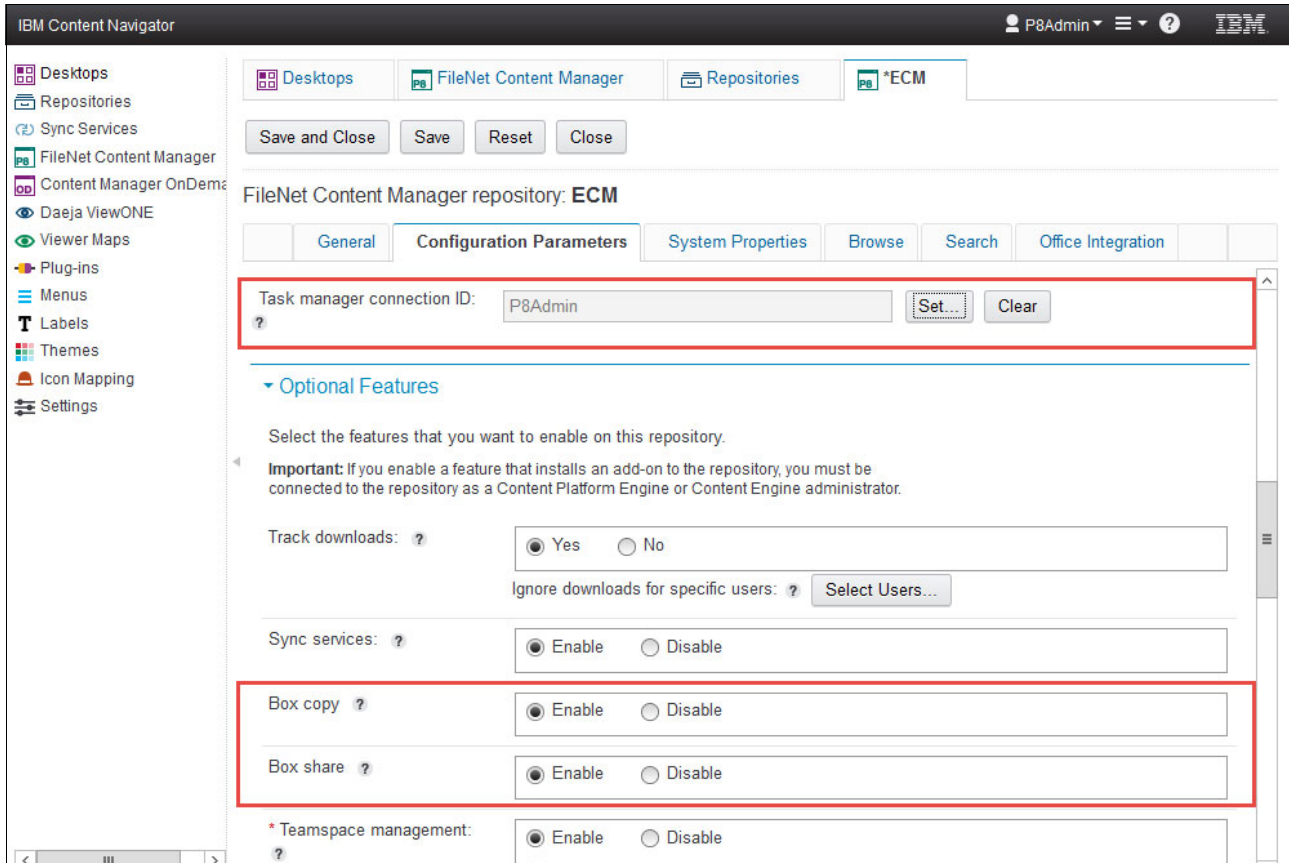 IBM Content Navigator
P8Admin
?
IBM
Desktops
Repositories
Sync Services
P8 FileNet Content Manager
OD Content Manager OnDema
Daeja ViewONE
Viewer Maps
Plug-ins
Menus
T Labels
Themes
Icon Mapping
Settings
Desktops
P8 FileNet Content Manager
Repositories
P8 *ECM
Save and Close
Save
Reset
Close
FileNet Content Manager repository: ECM
General
Configuration Parameters
System Properties
Browse
Search
Office Integration
Task manager connection ID:
?
P8Admin
Set...
Clear
Optional Features
Select the features that you want to enable on this repository.
Important: If you enable a feature that installs an add-on to the repository, you must be
connected to the repository as a Content Platform Engine or Content Engine administrator.
Track downloads: ?
Yes
No
Ignore downloads for specific users: ?
Select Users...
Sync services: ?
Enable
Disable
Box copy ?
Enable
Disable
Box share ?
Enable
Disable
* Teamspace management:
?
Enable
Disable